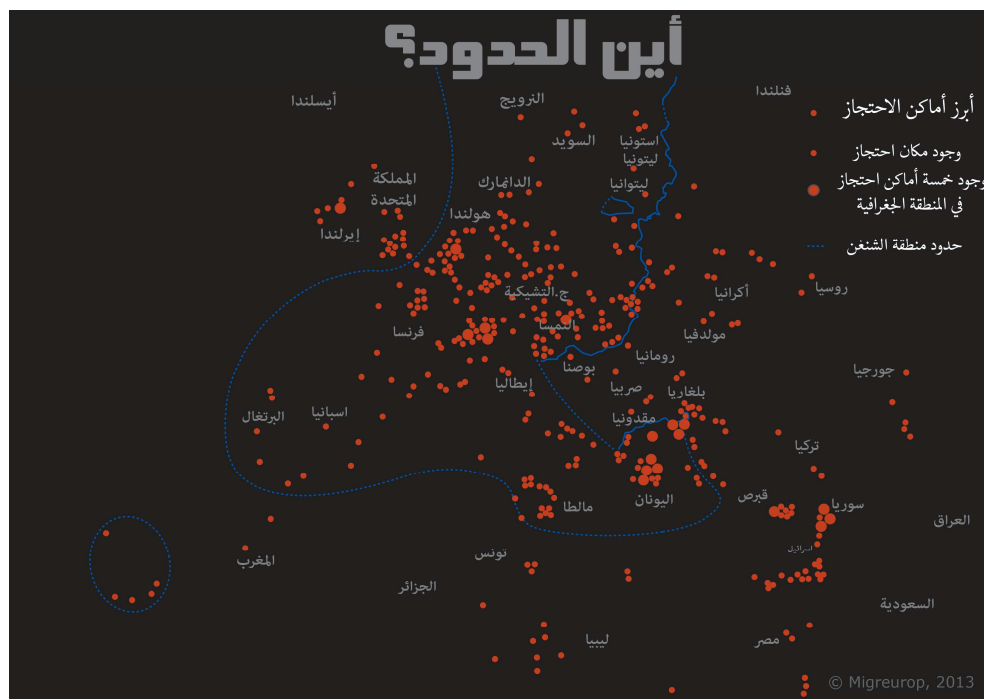 أين الحدود؟
فنلندا
النرويج
أيسلندا
أبرز أماكن الاحتجاز
السويد
استونيا
ليتونيا
وجود مكان احتجاز
المملكة
المتحدة
الدانمارك
ليتوانيا
وجود خمسة أماكن احتجاز
في المنطقة الجغرافية
هولندا
إيرلندا
حدود منطقة الشنغن
روسيا
أكرانيا
ج.التشيكية
النمسا
فرنسا
مولدفيا
رومانيا
بوصنا
جورجيا
إيطاليا
صربيا
بلغاريا
اسبانيا
البرتغال
مقدونيا
تركيا
اليونان
قبرص
سوريا
مالطا
العراق
اسرائيل
تونس
المغرب
الجزائر
السعودية
ليبيا
مصر
© Migreurop, 2013